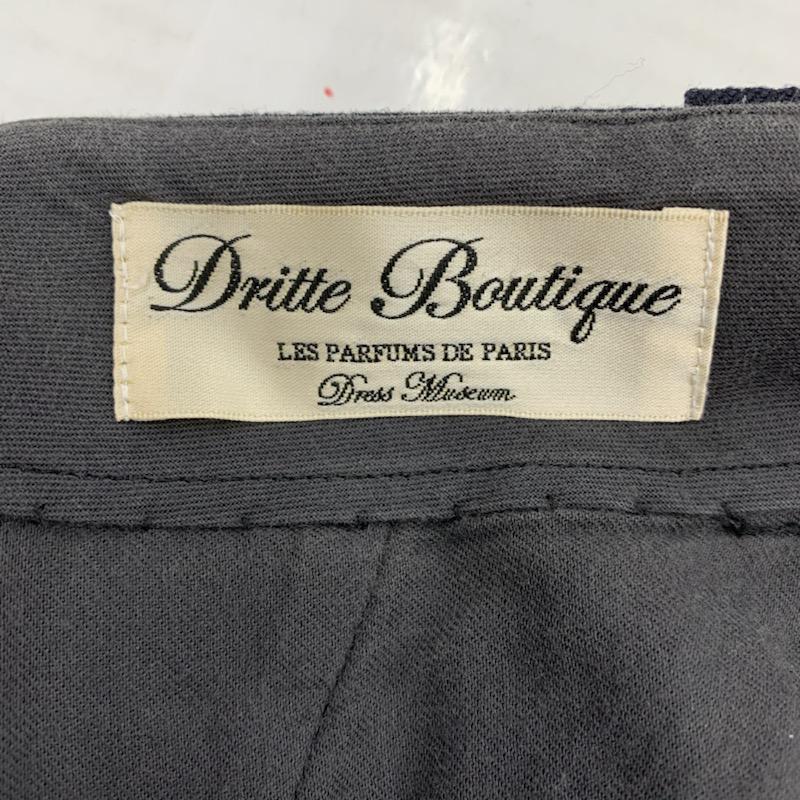 Dritte Boutique
LES PARFUMS DE PARIS
Dress Museum